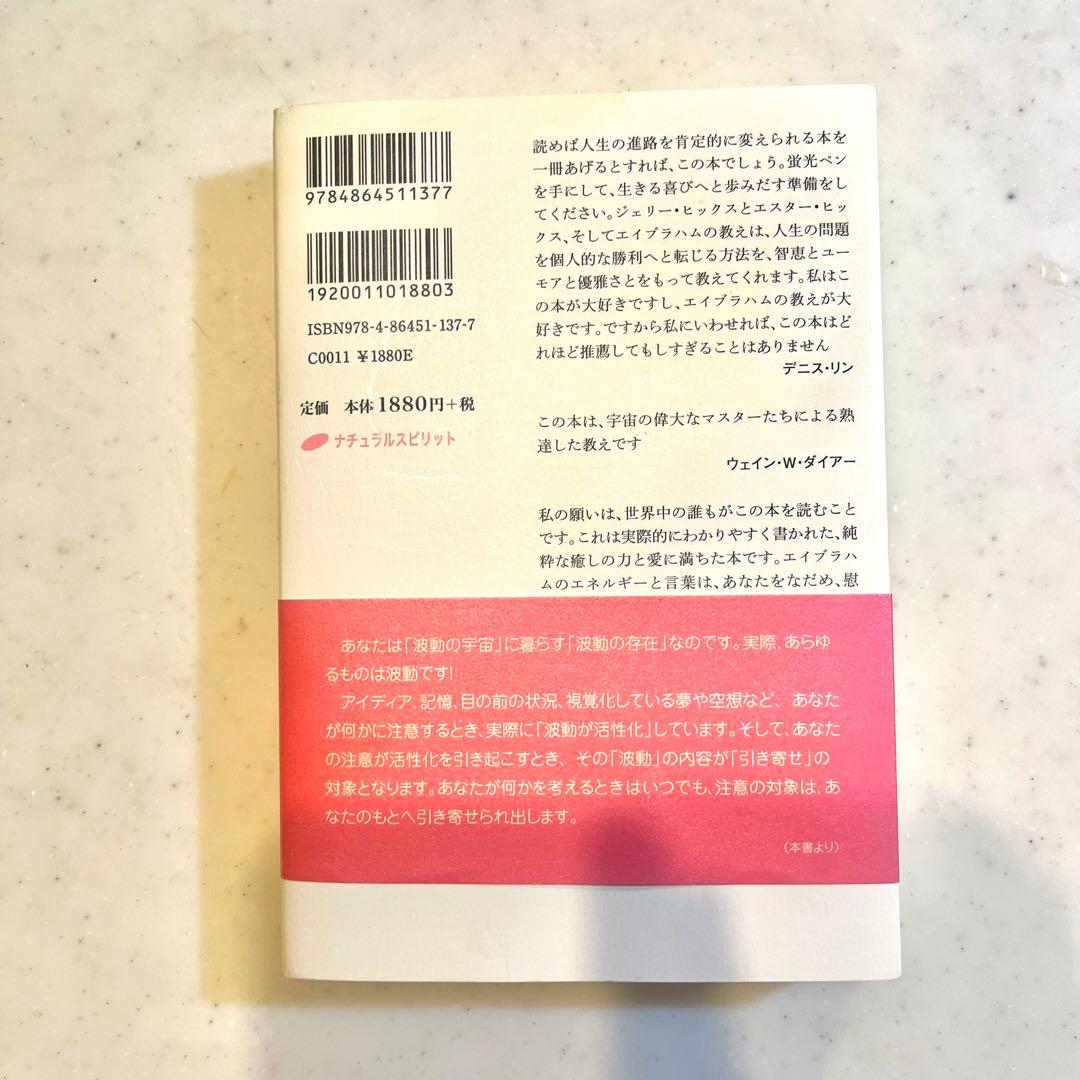 9784864511377
1920011018803
ISBN978-4-86451-137-7
C0011 ¥1880E
定価 本体1880円+税
ナチュラルスピリット
読めば人生の進路を肯定的に変えられる本を
一冊あげるとすれば、この本でしょう。蛍光ペン
を手にして、生きる喜びへと歩みだす準備をし
てください。ジェリー・ヒックスとエスター・ヒッ
クス、そしてエイブラハムの教えは、人生の問題
を個人的な勝利へと転じる方法を、智恵とユー
モアと優雅さとをもって教えてくれます。私はこ
の本が大好きですし、エイブラハムの教えが大
好きです。ですから私にいわせれば、この本はど
れほど推薦してもしすぎることはありません
デニス・リン
この本は、宇宙の偉大なマスターたちによる熟
達した教えです
ウェイン・W・ダイアー
私の願いは、世界中の誰もがこの本を読むこと
です。これは実際的にわかりやすく書かれた、純
粋な癒しの力と愛に満ちた本です。エイブラハ
ムのエネルギーと言葉は、あなたをなだめ、慰
あなたは「波動の宇宙」に暮らす「波動の存在」なのです。実際、あらゆ
るものは波動です!
アイディア、記憶、目の前の状況、視覚化している夢や空想など、あなた
が何かに注意するとき、実際に「波動が活性化」しています。そして、あなた
の注意が活性化を引き起こすとき、その「波動」の内容が「引き寄せ」の
対象となります。あなたが何かを考えるときはいつでも、注意の対象は、あ
なたのもとへ引き寄せられ出します。
(本書より)